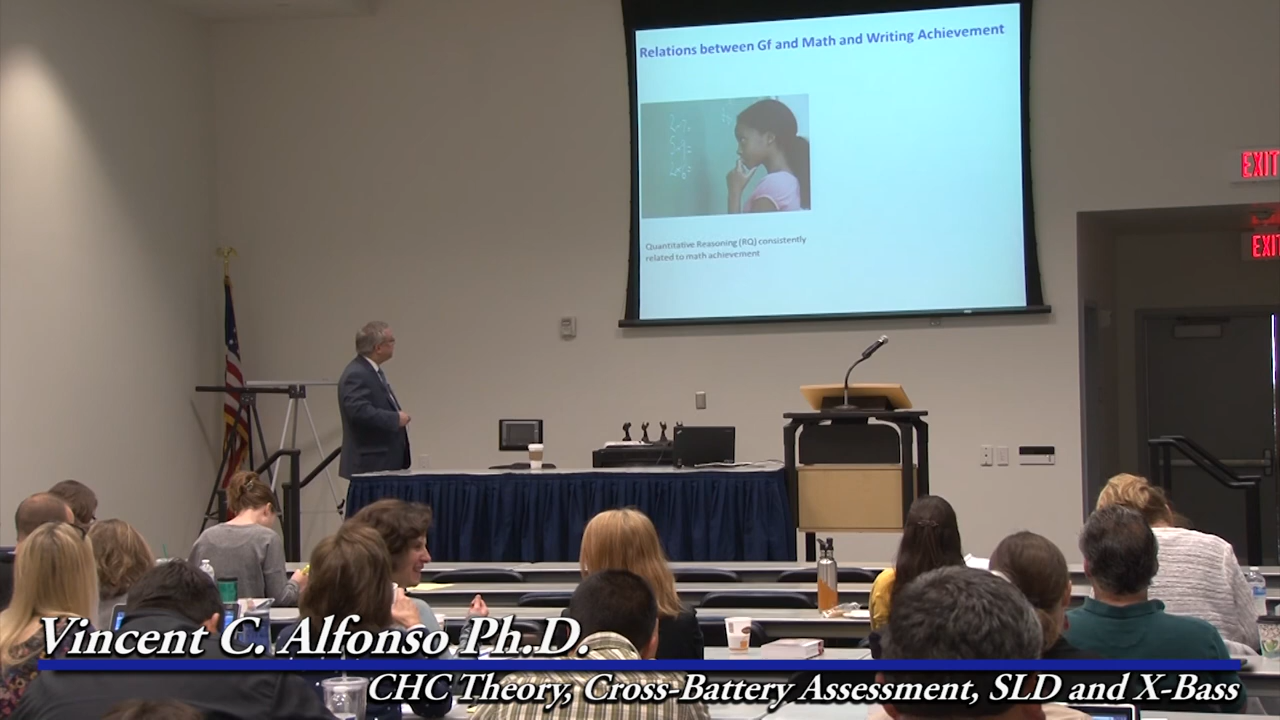 Relations between Gf and Math and Writing Achievement
Quantitative Reasoning (RQ) consistently
related to math achievement
EXIT
EXIT
Vincent C. Alfonso Ph.D.
CHC Theory, Cross-Battery Assessment, SLD and X-Bass